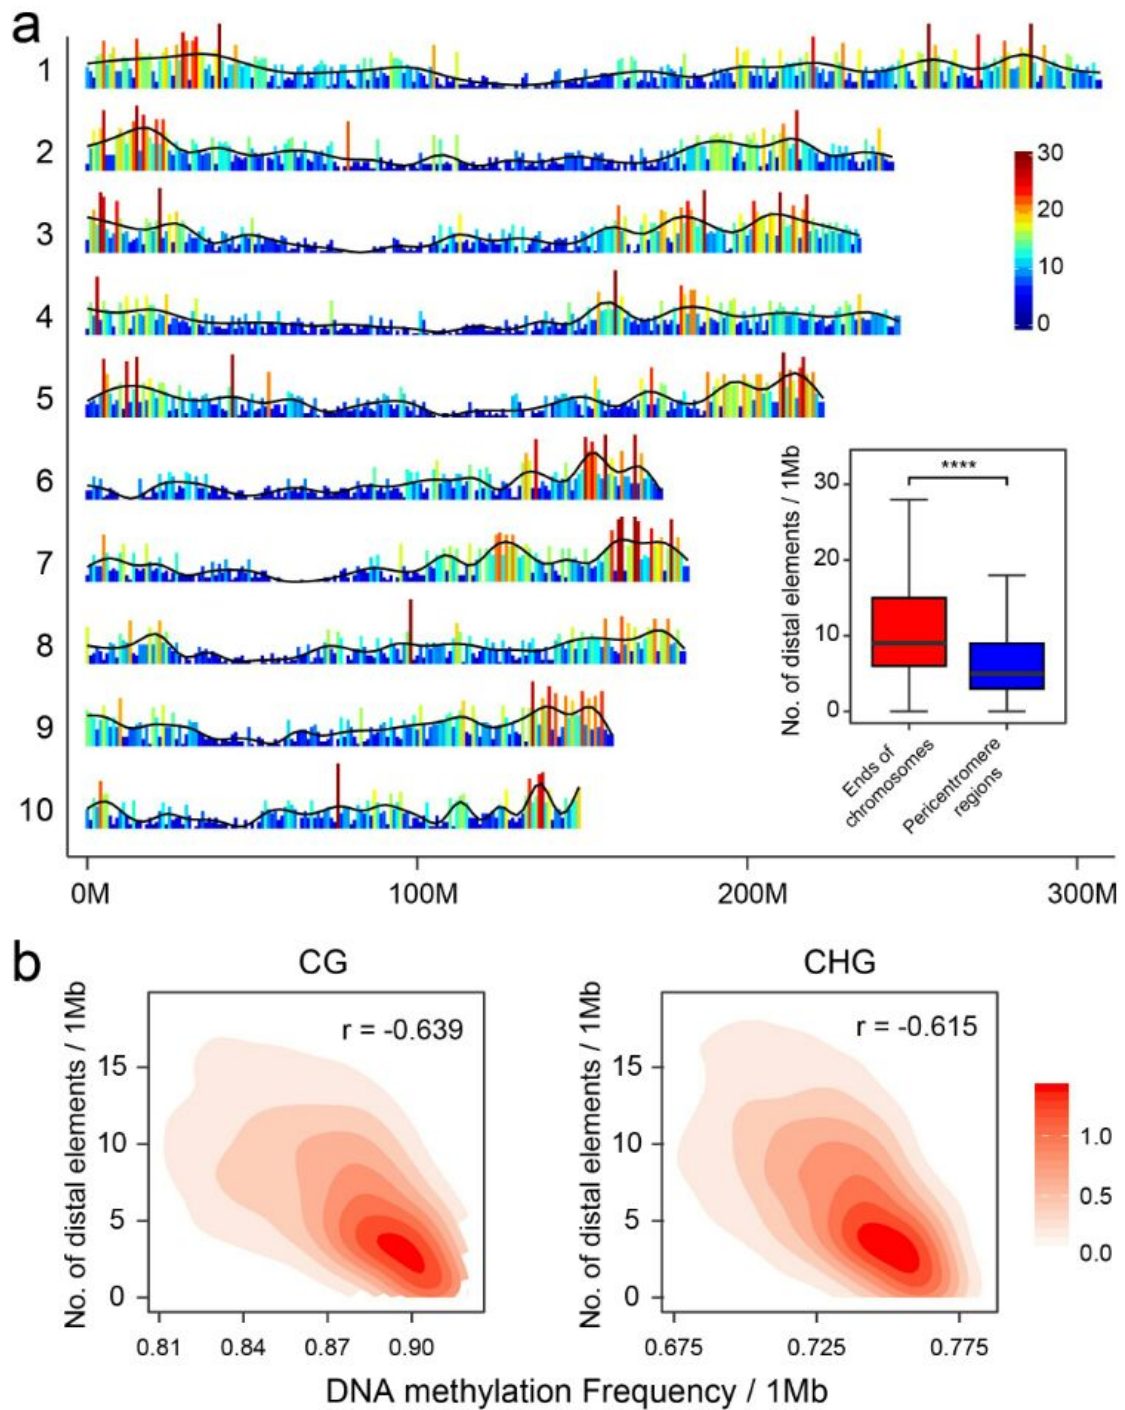 a
1
2
3
4
5
6
7
8
9
10
30
20
10
0
****
No. of distal elements / 1Mb
30
20
10
0
Ends of
chromosomes
Pericentromere
regions
0M
100M
200M
300M
b
CG
No. of distal elements / 1Mb
r = -0.639
15
10
5
0
0.81
0.84
0.87
0.90
CHG
No. of distal elements / 1Mb
r = -0.615
15
10
5
0
0.675
0.725
0.775
1.0
0.5
0.0
DNA methylation Frequency / 1Mb